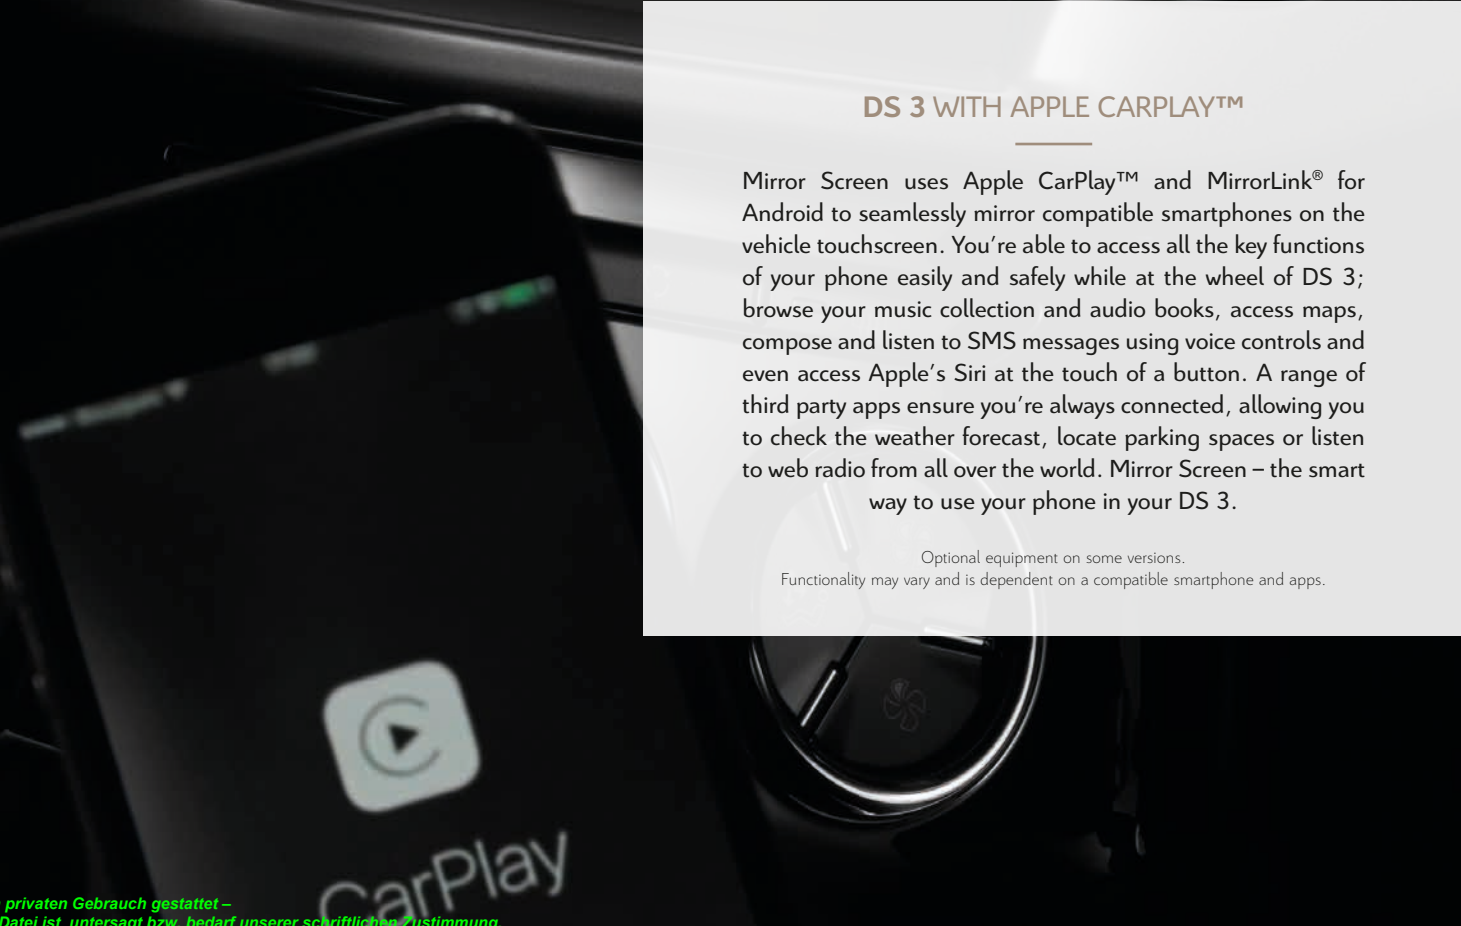 DS 3 WITH APPLE CARPLAY™
Mirror Screen uses Apple CarPlay™ and MirrorLink® for
Android to seamlessly mirror compatible smartphones on the
vehicle touchscreen. You're able to access all the key functions
of your phone easily and safely while at the wheel of DS 3;
browse your music collection and audio books, access maps,
compose and listen to SMS messages using voice controls and
even access Apple's Siri at the touch of a button. A range of
third party apps ensure you're always connected, allowing you
to check the weather forecast, locate parking spaces or listen
to web radio from all over the world. Mirror Screen – the smart
way to use your phone in your DS 3.
Optional equipment on some versions.
Functionality may vary and is dependent on a compatible smartphone and apps.
CarPlay
privaten Gebrauch gestattet –
Datei ist untersagt bzw. bedarf unserer schriftlichen Zustimmung.